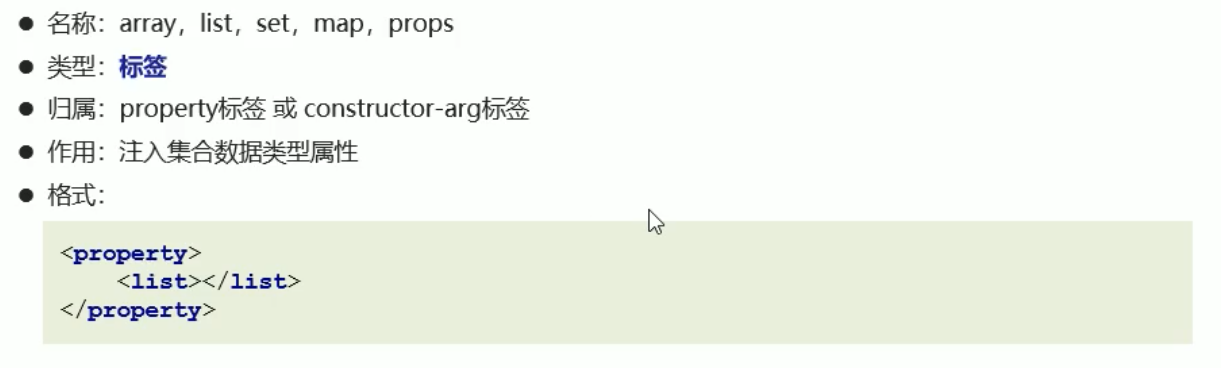 ● 名称：array，list，set，map，props
● 类型：标签
● 归属：property标签 或 constructor-arg标签
● 作用：注入集合数据类型属性
● 格式：
<property>
    <list></list>
</property>